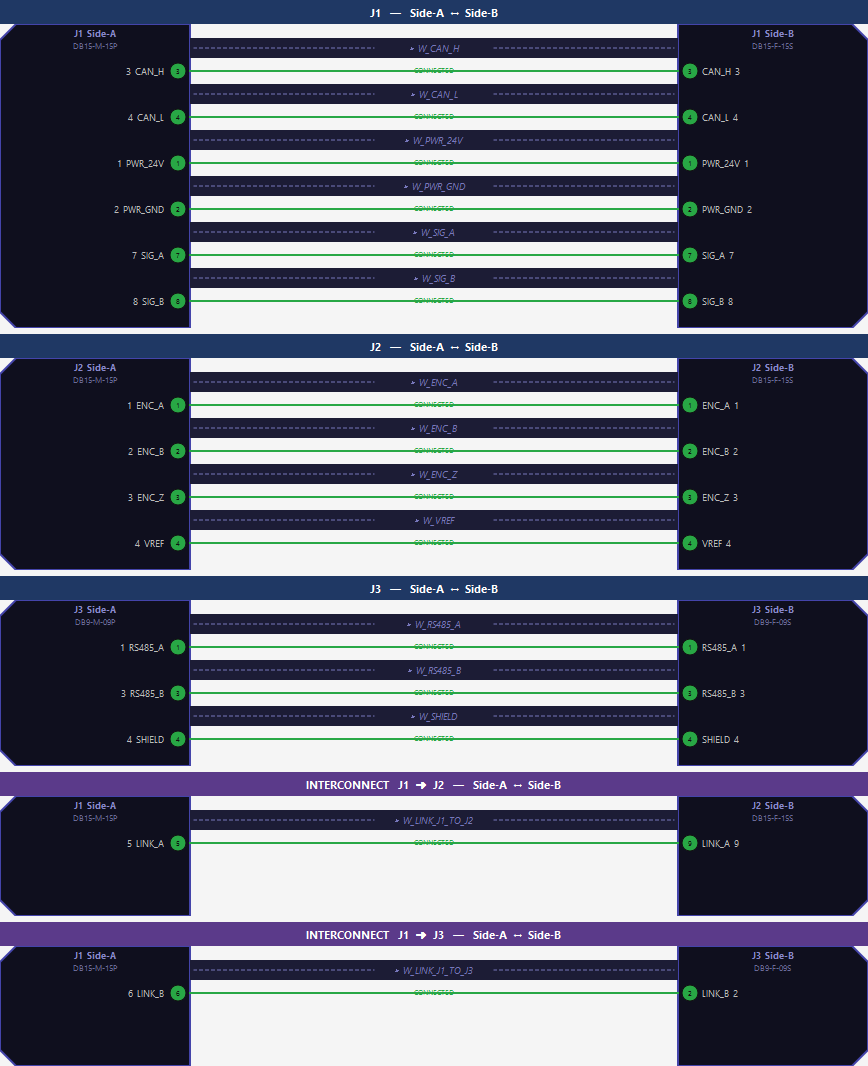 J1 — Side-A ↔ Side-B
J1 Side-A
DB15-M-15P
J1 Side-B
DB15-F-15S
➤ W_CAN_H
3 CAN_H 3
CONNECTED
3 CAN_H 3
➤ W_CAN_L
4 CAN_L 4
CONNECTED
4 CAN_L 4
➤ W_PWR_24V
1 PWR_24V 1
CONNECTED
1 PWR_24V 1
➤ W_PWR_GND
2 PWR_GND 2
CONNECTED
2 PWR_GND 2
➤ W_SIG_A
7 SIG_A 7
CONNECTED
7 SIG_A 7
➤ W_SIG_B
8 SIG_B 8
CONNECTED
8 SIG_B 8
J2 — Side-A ↔ Side-B
J2 Side-A
DB15-M-15P
J2 Side-B
DB15-F-15S
➤ W_ENC_A
1 ENC_A 1
CONNECTED
1 ENC_A 1
➤ W_ENC_B
2 ENC_B 2
CONNECTED
2 ENC_B 2
➤ W_ENC_Z
3 ENC_Z 3
CONNECTED
3 ENC_Z 3
➤ W_VREF
4 VREF 4
CONNECTED
4 VREF 4
J3 — Side-A ↔ Side-B
J3 Side-A
DB9-M-09P
J3 Side-B
DB9-F-09S
➤ W_RS485_A
1 RS485_A 1
CONNECTED
1 RS485_A 1
➤ W_RS485_B
3 RS485_B 3
CONNECTED
3 RS485_B 3
➤ W_SHIELD
4 SHIELD 4
CONNECTED
4 SHIELD 4
INTERCONNECT J1 ➜ J2 — Side-A ↔ Side-B
J1 Side-A
DB15-M-15P
J2 Side-B
DB15-F-15S
➤ W_LINK_J1_TO_J2
5 LINK_A 5
CONNECTED
9 LINK_A 9
INTERCONNECT J1 ➜ J3 — Side-A ↔ Side-B
J1 Side-A
DB15-M-15P
J3 Side-B
DB9-F-09S
➤ W_LINK_J1_TO_J3
6 LINK_B 6
CONNECTED
2 LINK_B 2